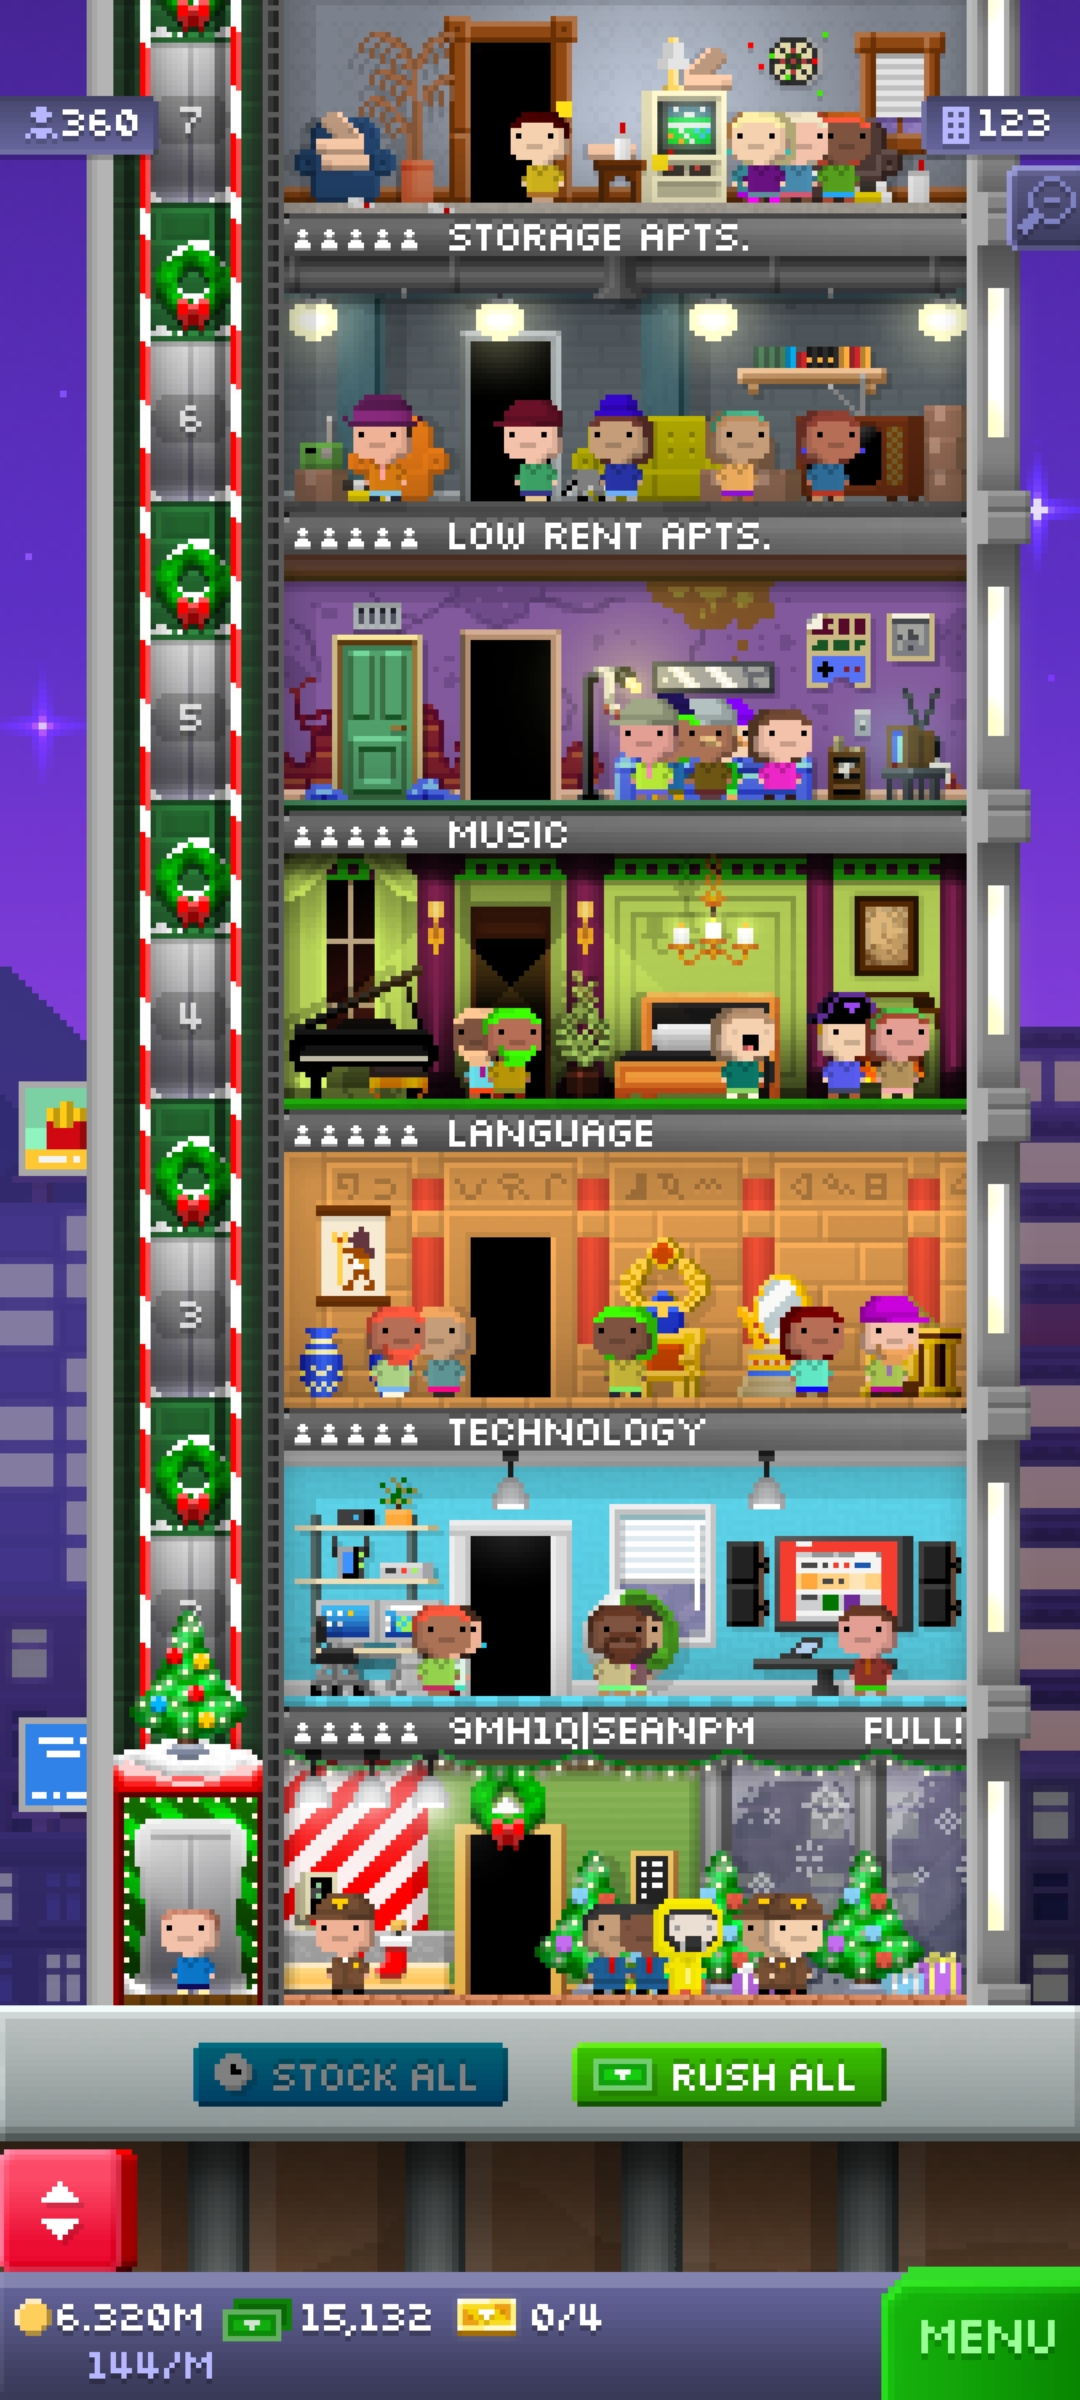 7
360
123
STORAGE APTS.
6
LOW RENT APTS.
5
MUSIC
4
LANGUAGE
3
TECHNOLOGY
9MH1Q|SEANPM FULL!
STOCK ALL
RUSH ALL
6.320M 15,132 0/4
144/M
MENU